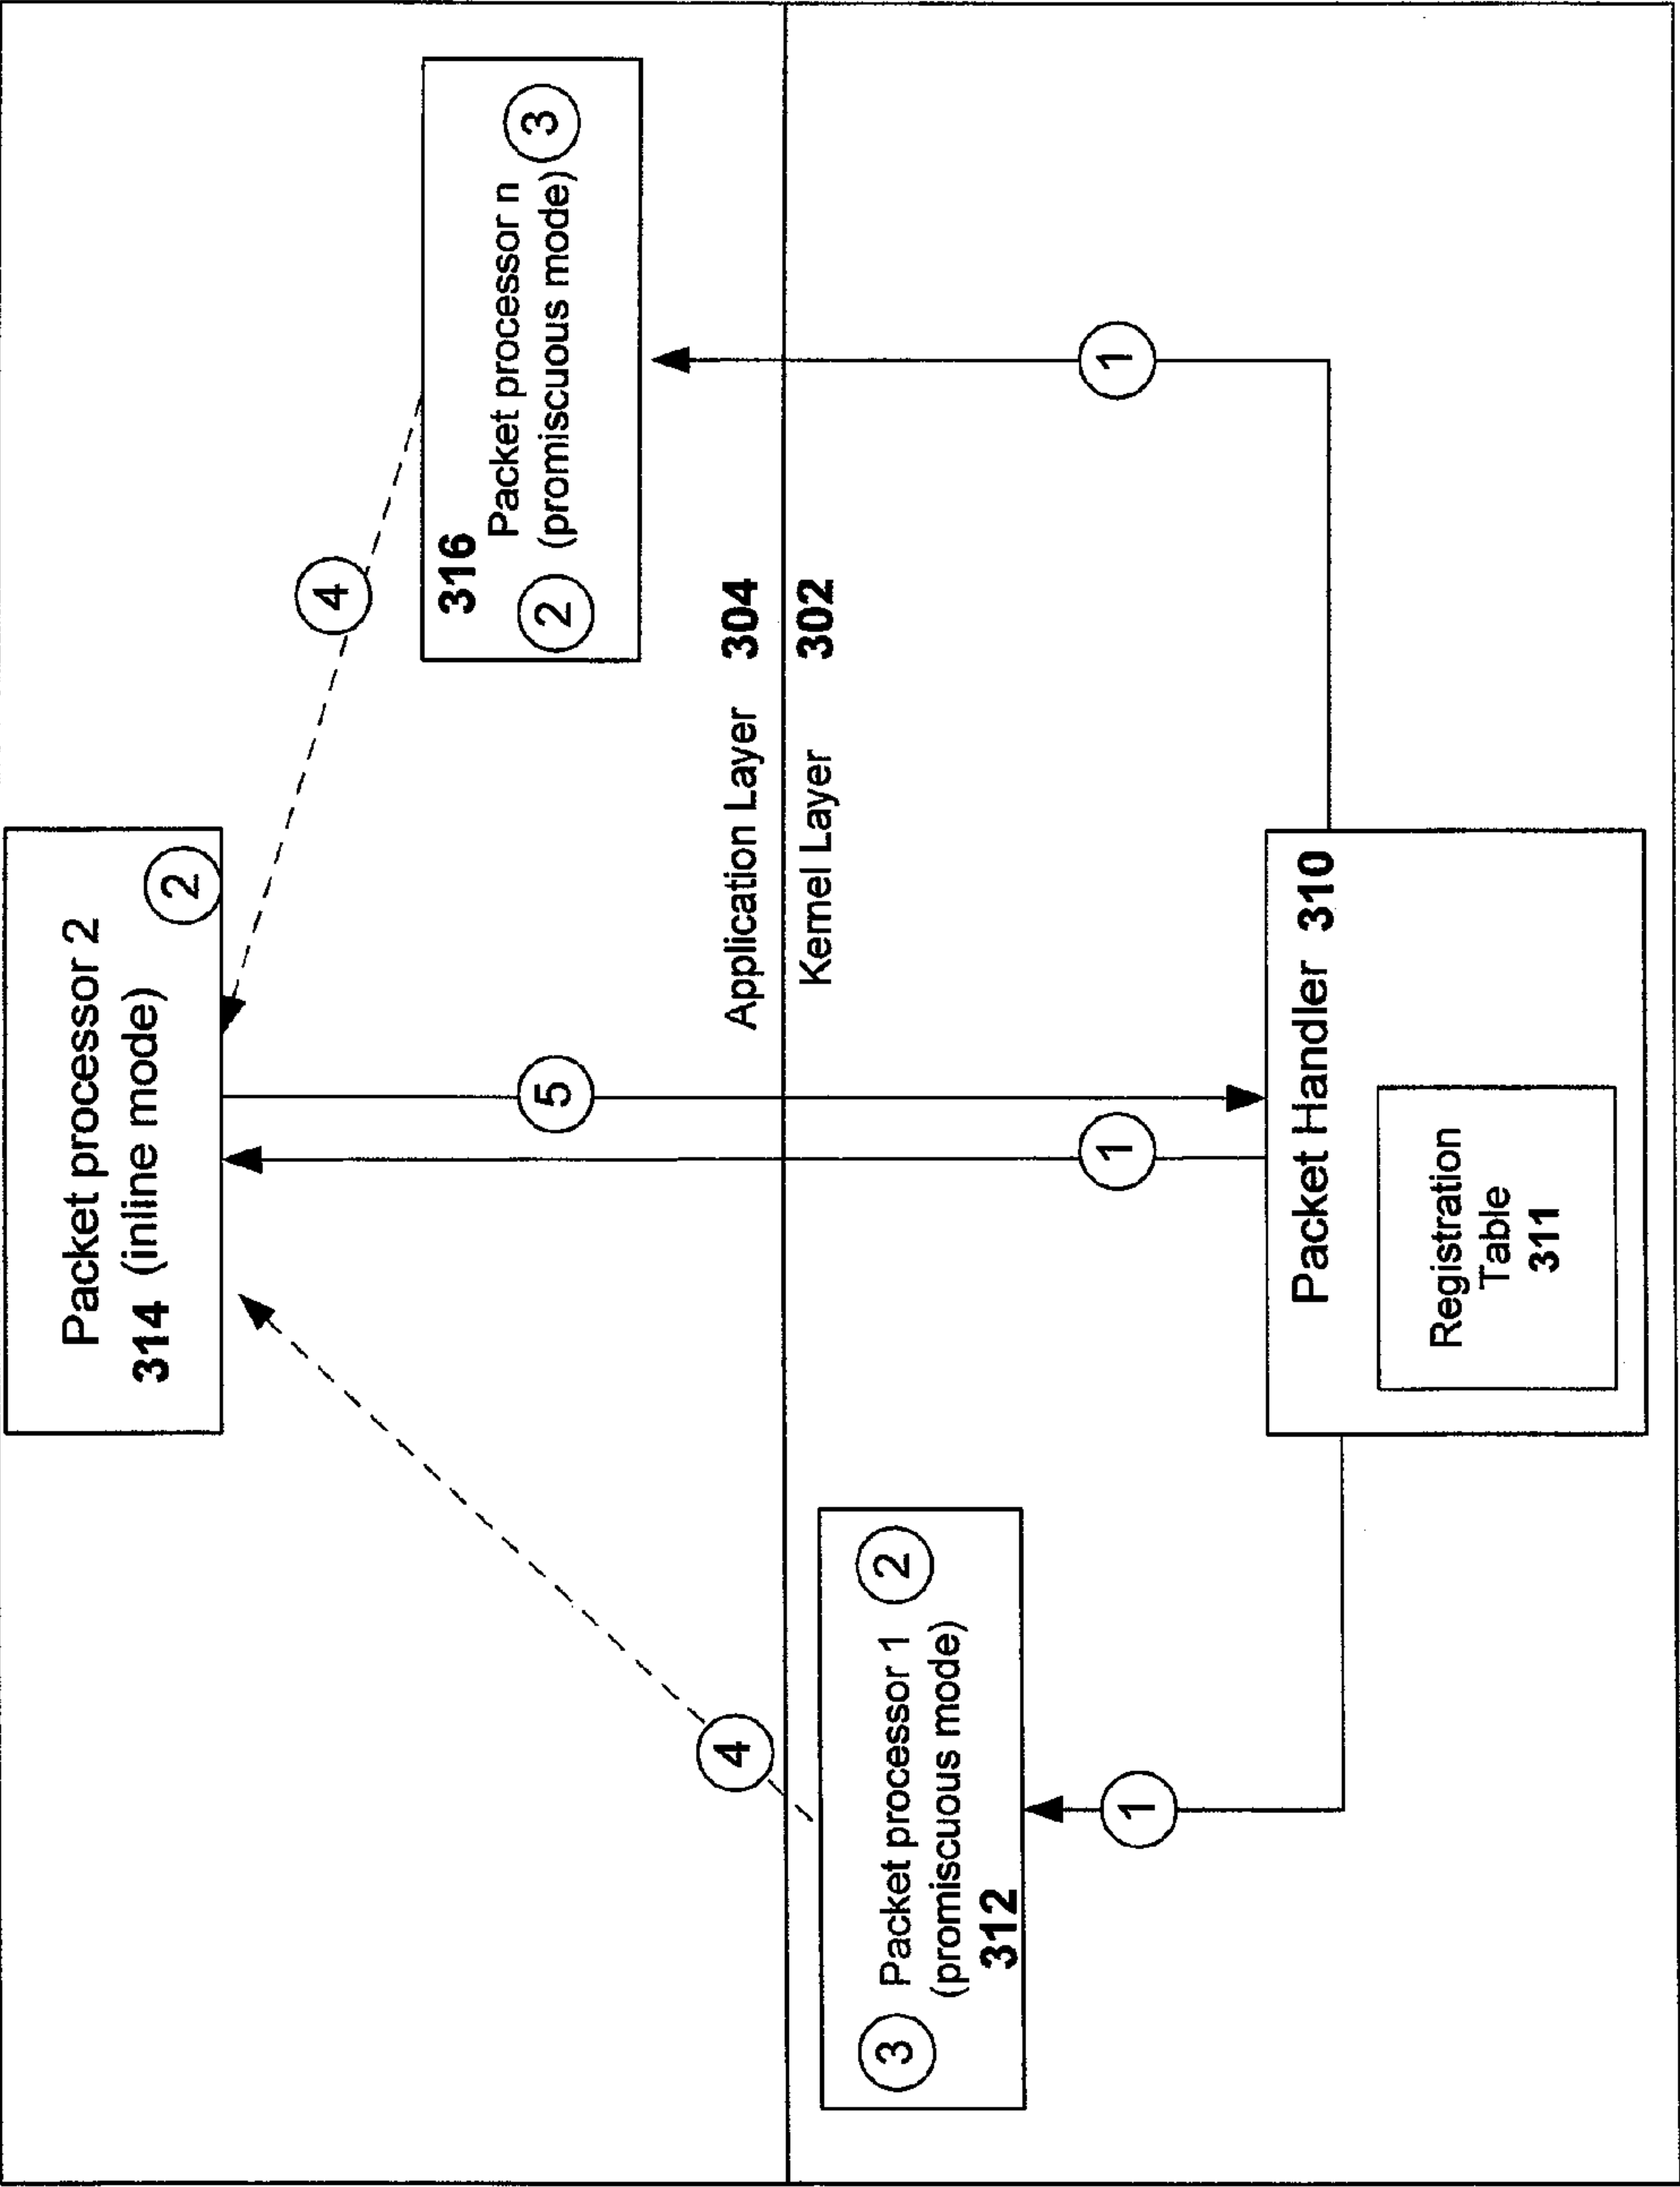 Packet processor 2
314 (inline mode) 2
4
316
Packet processor n
2 (promiscuous mode) 3
5
4
Application Layer 304
Kernel Layer 302
3 Packet processor 1 2
(promiscuous mode)
312
1
1
1
Packet Handler 310
Registration
Table
311